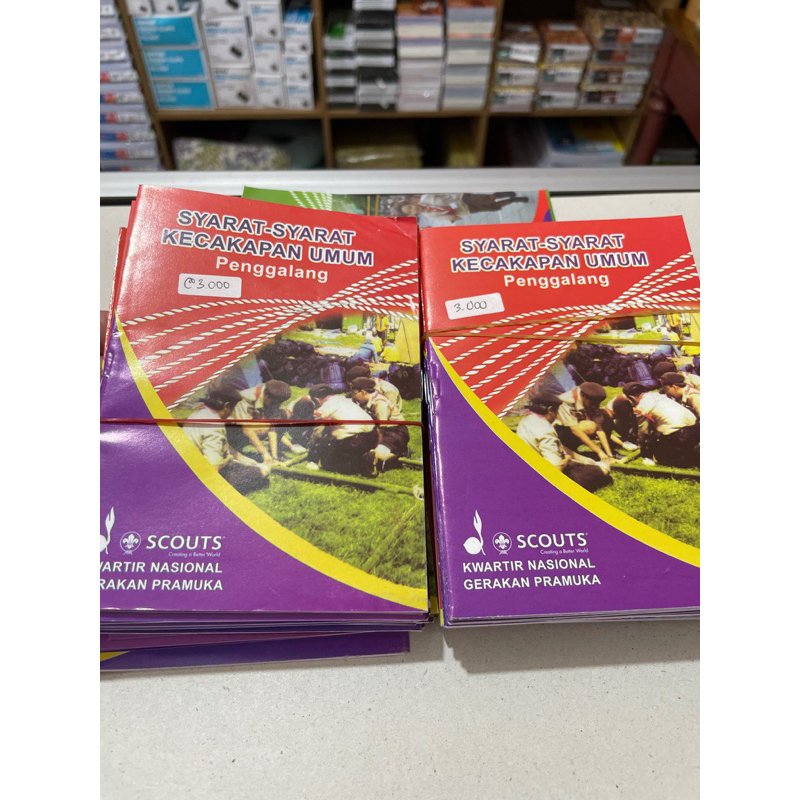 SYARAT-SYARAT
KECAKAPAN UMUM
Penggalang
@ 3.000
SCOUTS
Creating a Better World
KWARTIR NASIONAL
GERAKAN PRAMUKA
SYARAT-SYARAT
KECAKAPAN UMUM
Penggalang
3.000
SCOUTS
Creating a Better World
KWARTIR NASIONAL
GERAKAN PRAMUKA